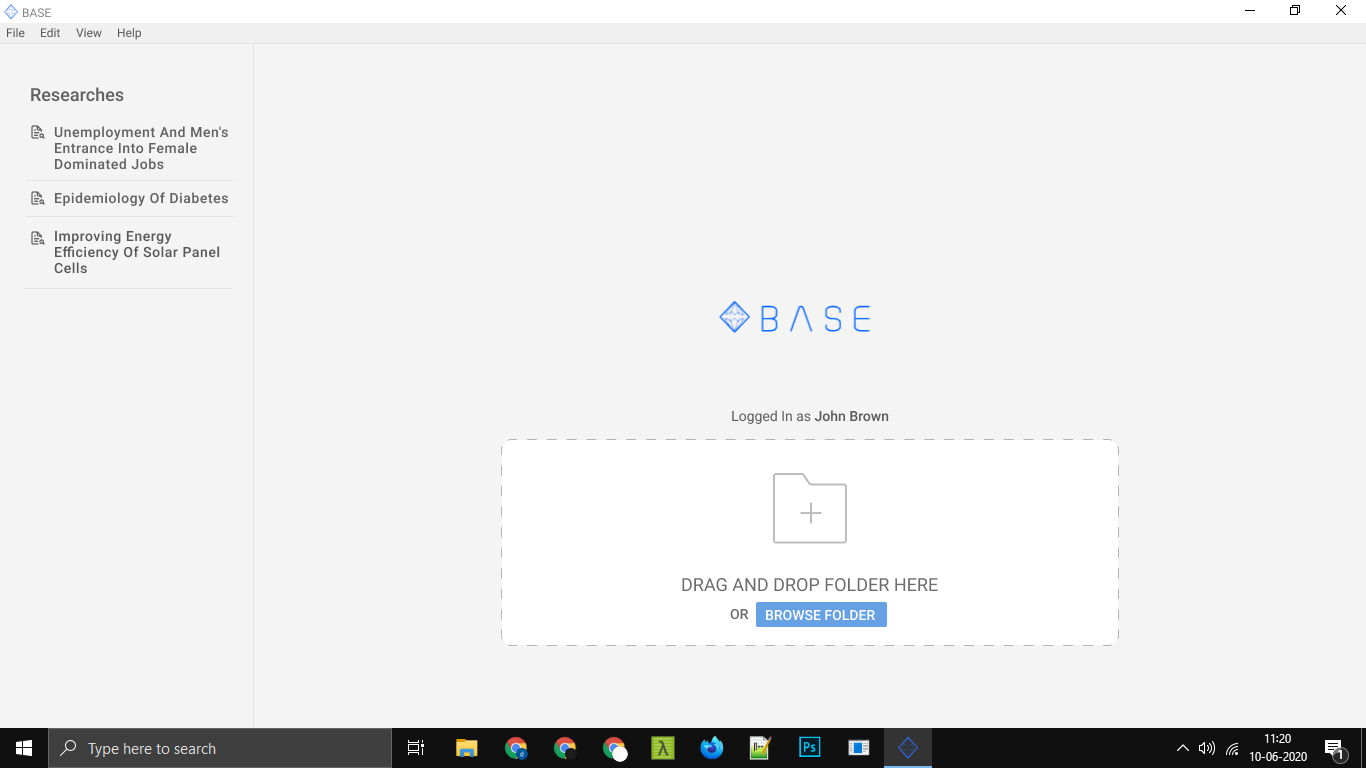 BASE
File Edit View Help
Researches
Unemployment And Men's
Entrance Into Female
Dominated Jobs
Epidemiology Of Diabetes
Improving Energy
Efficiency Of Solar Panel
Cells
BASE
Logged In as John Brown
DRAG AND DROP FOLDER HERE
OR BROWSE FOLDER
Type here to search
Ps
11:20
10-06-2020
1